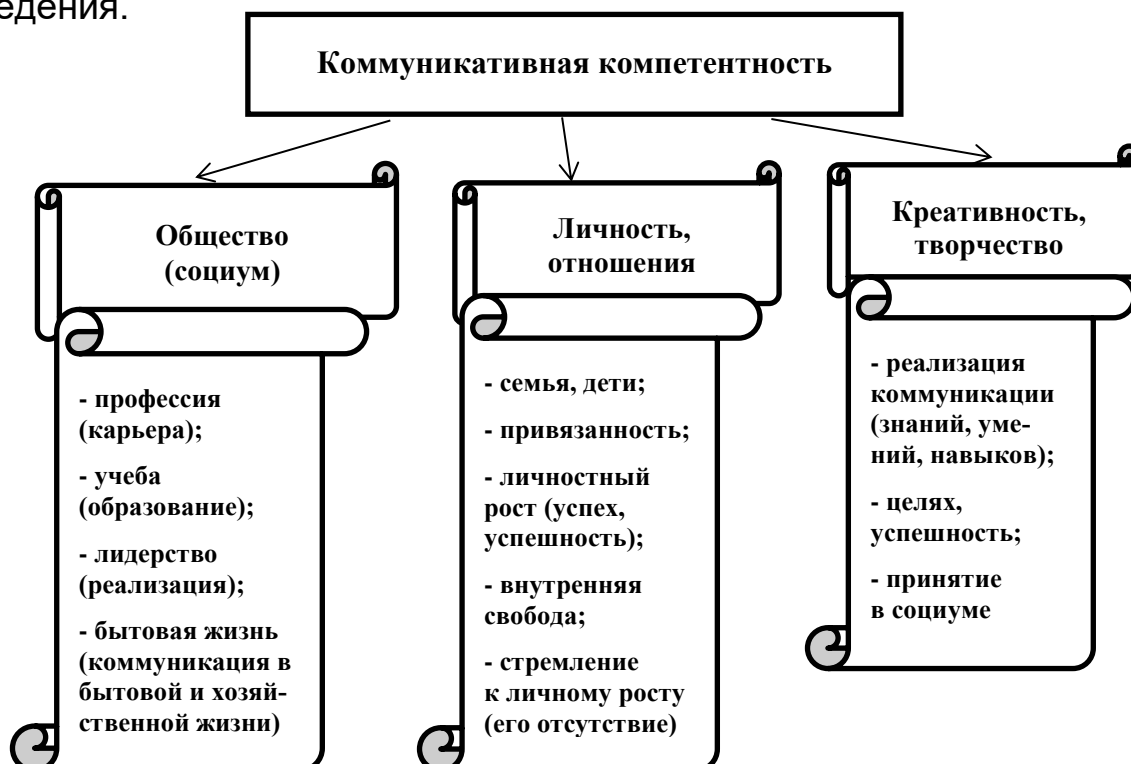 едения.
Коммуникативная компетентность
Общество
(социум)
- профессия
(карьера);
- учеба
(образование);
- лидерство
(реализация);
- бытовая жизнь
(коммуникация в
бытовой и хозяй-
ственной жизни)
Личность,
отношения
- семья, дети;
- привязанность;
- личностный
рост (успех,
успешность);
- внутренняя
свобода;
- стремление
к личному росту
(его отсутствие)
Креативность,
творчество
- реализация
коммуникации
(знаний, уме-
ний, навыков);
- целях,
успешность;
- принятие
в социуме